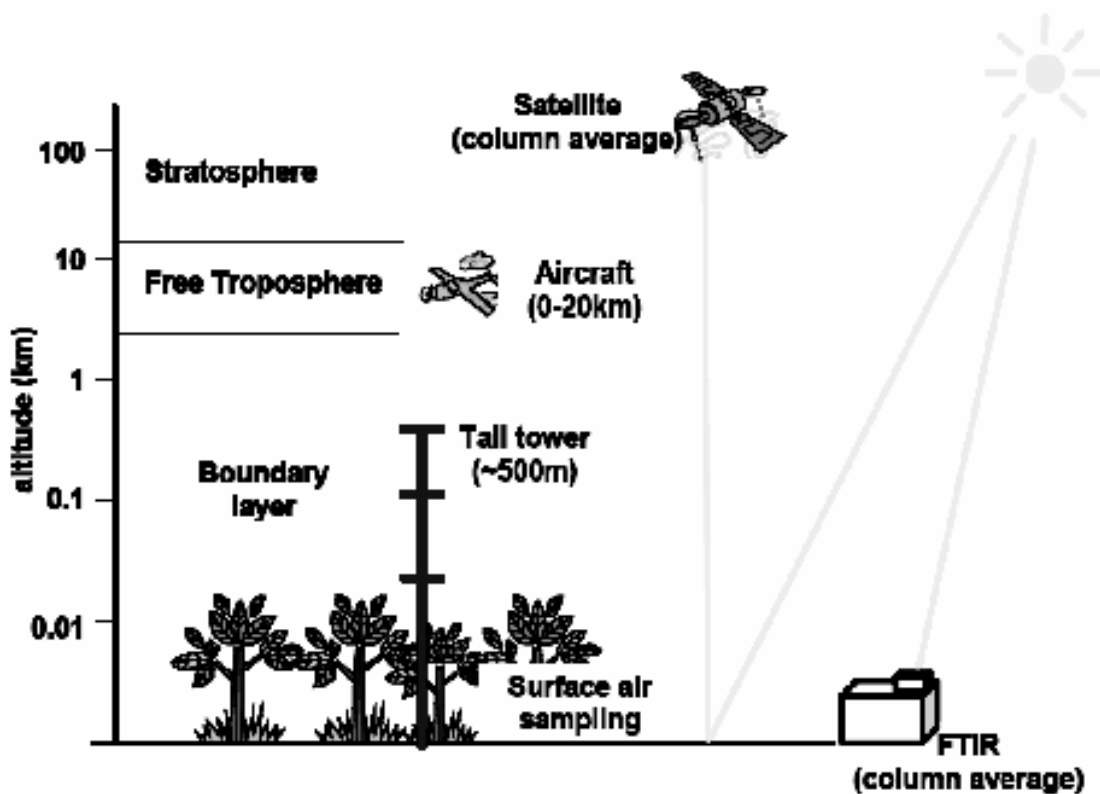 Satellite
(column average)
100
Stratosphere
10
Free Troposphere
Aircraft
(0-20km)
altitude (km)
1
Tall tower
(~500m)
Boundary
layer
0.1
0.01
Surface air
sampling
FTIR
(column average)